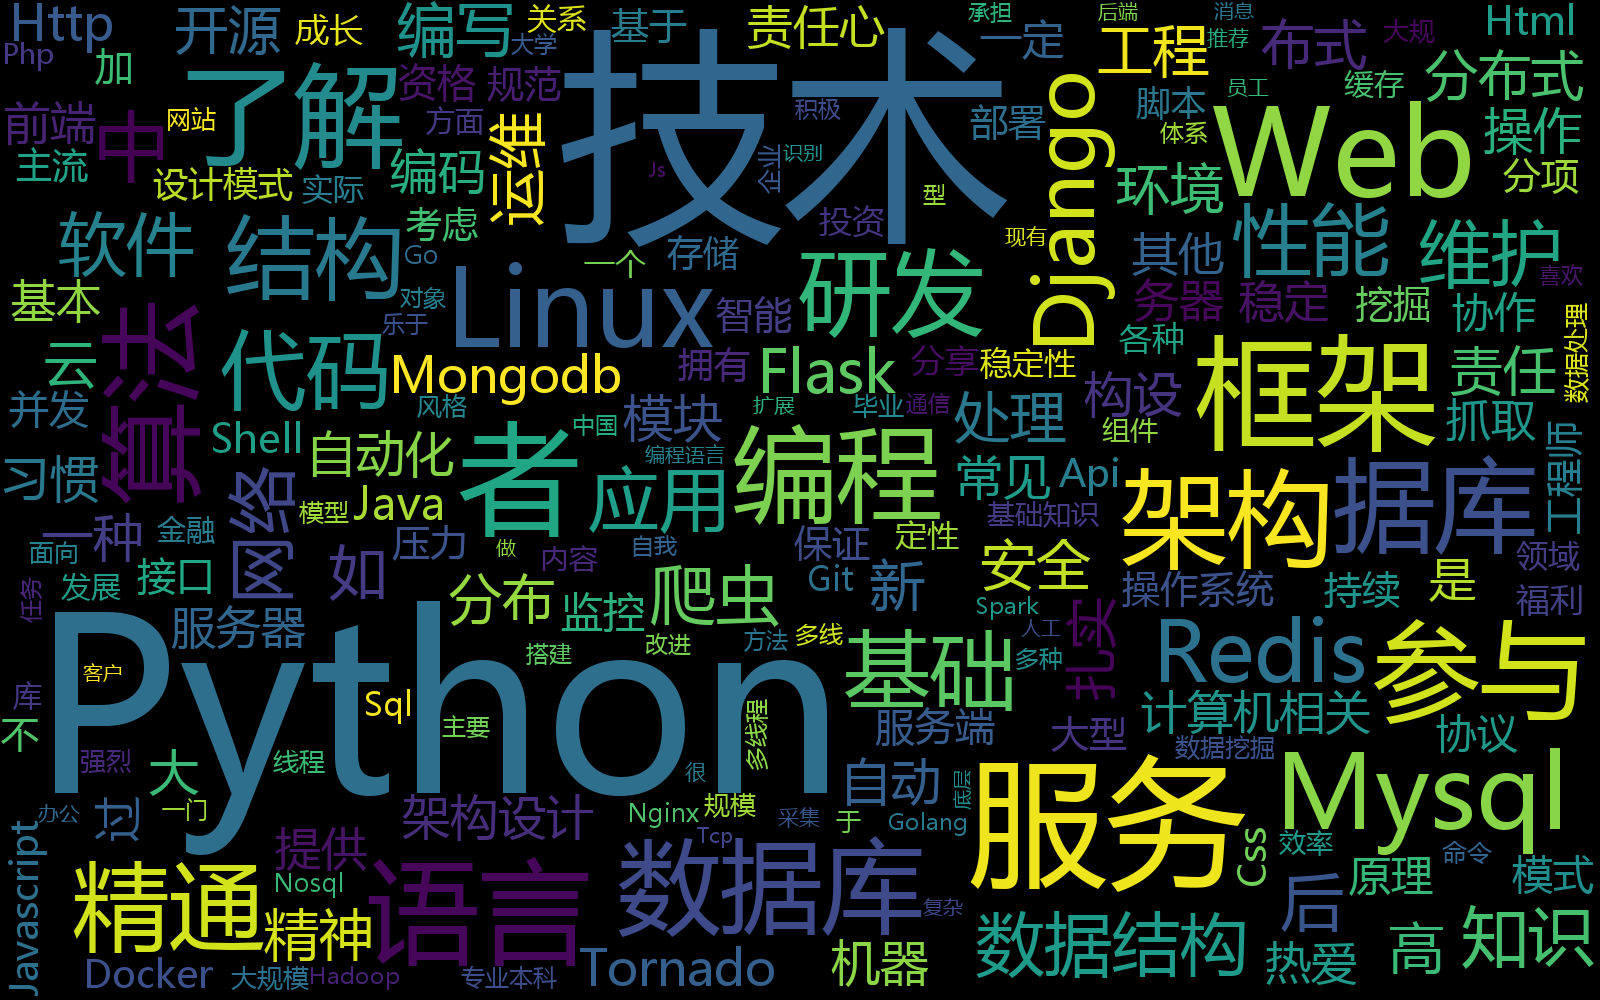 Http
开源
成长
编写
关系
大学
基于
责任心
承担
一定
后端
工程
消息
推荐
布式
大规
Html
Php
加
了解
资格
规范
技术
积极
部署
Django
脚本
员工
Web
缓存
分布式
操作
前端
中
网站
方面
运维
Js
企业
识别
体系
主流
设计模式
实际
编码
投资
型
环境
分项
软件
结构
考虑
Go
一个
存储
研发
现有
其他
性能
维护
喜欢
基本
算法
对象
乐于
Linux
智能
务器
稳定
挖掘
协作
数据处理
云
代码
Mongodb
拥有
Flask
分享
稳定性
各种
框架
责任
并发
风格
模块
扩展
毕业
通信
处理
构设
组件
抓取
工程师
Shell
自动化
者
中国
编程语言
编程
常见
Api
架构
据库
习惯
网络
模型
Java
应用
基础知识
一种
金融
如
压力
做
内容
自我
保证
定性
安全
领域
面向
发展
接口
分布
监控
爬虫
Git
新
Spark
操作系统
持续
是
福利
任务
服务器
Python
搭建
改进
方法
多线
基础
人工
多种
扎实
Redis
参与
客户
库
Sql
主要
多线程
服务端
大型
计算机相关
数据挖掘
协议
不
强烈
大
线程
很
自动
底层
服务
Mysql
办公
过
一门
架构设计
Nginx
规模
采集
于
Golang
Tcp
Css
效率
命令
Javascript
精通
提供
Nosql
精神
语言
数据库
复杂
后
原理
模式
Docker
大规模
Hadoop
专业本科
Tornado
机器
数据结构
热爱
高
知识